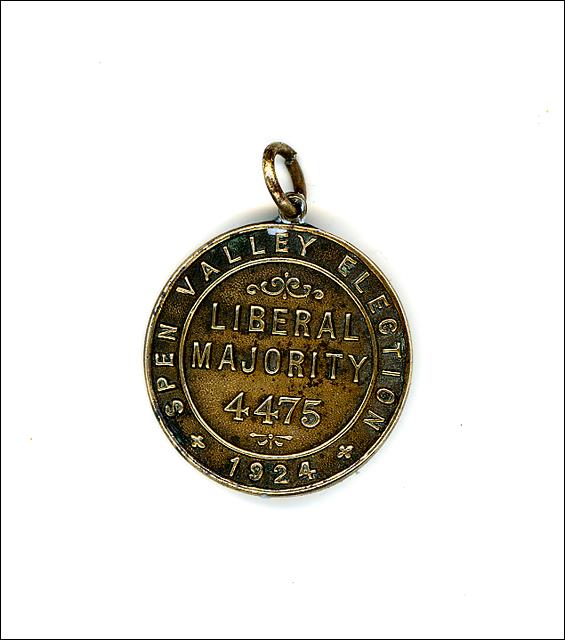 SPEN VALLEY ELECTION
LIBERAL
MAJORITY
4475
1924